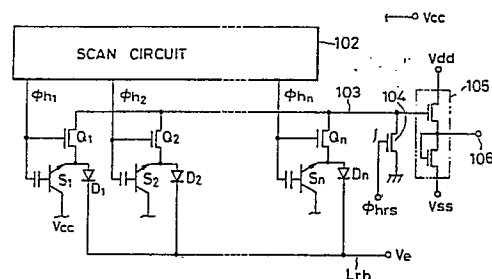 Vcc
SCAN CIRCUIT
102
Vdd
105
φh1
φh2
φhn
103
104
Q1
Q2
Qn
106
S1
D1
S2
D2
Sn
Dn
φhrs
Vss
Vcc
Ve
Lrb